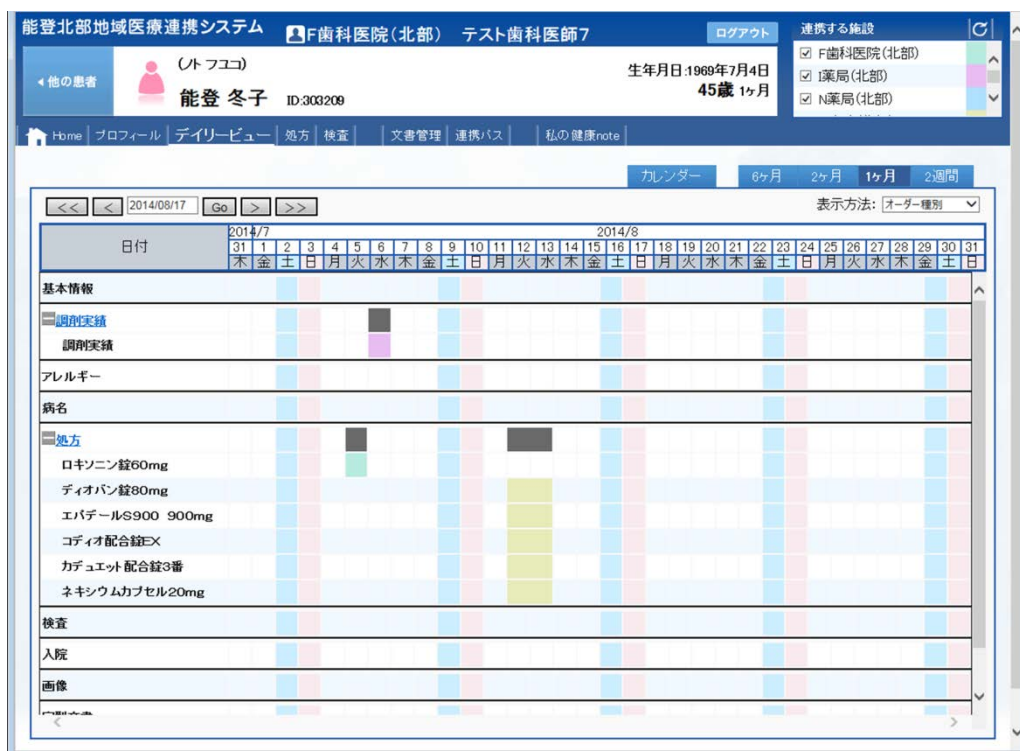 能登北部地域医療連携システム F歯科医院(北部) テスト歯科医師7 ログアウト
連携する施設
F歯科医院(北部)
I薬局(北部)
N薬局(北部)
他の患者
(ノト フユコ)
能登 冬子 ID:303209
生年月日:1969年7月4日
45歳 1ヶ月
Home プロフィール デイリービュー 処方 検査 文書管理 連携パス 私の健康note
カレンダー 6ヶ月 2ヶ月 1ヶ月 2週間
<< < 2014/08/17 Go > >> 表示方法: オーダー種別
日付 2014/7 2014/8
31 1 2 3 4 5 6 7 8 9 10 11 12 13 14 15 16 17 18 19 20 21 22 23 24 25 26 27 28 29 30 31
木 金 土 日 月 火 水 木 金 土 日 月 火 水 木 金 土 日 月 火 水 木 金 土 日 月 火 水 木 金 土 日
基本情報
調剤実績
調剤実績
アレルギー
病名
処方
ロキソニン錠60mg
ディオバン錠80mg
エパデールS900 900mg
コディオ配合錠EX
カデュエット配合錠3番
ネキシウムカプセル20mg
検査
入院
画像